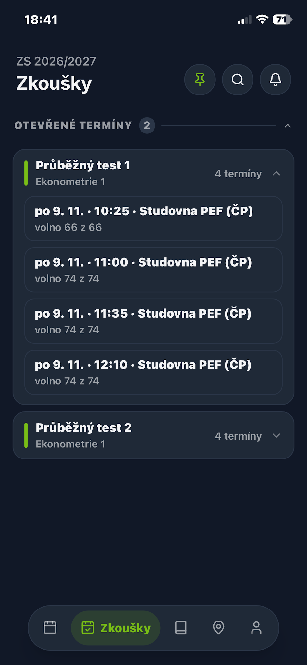 18:41
71
ZS 2026/2027
Zkoušky
OTEVŘENÉ TERMÍNY 2
Průběžný test 1
Ekonometrie 1
4 termíny
po 9. 11. · 10:25 · Studovna PEF (ČP)
volno 66 z 66
po 9. 11. · 11:00 · Studovna PEF (ČP)
volno 74 z 74
po 9. 11. · 11:35 · Studovna PEF (ČP)
volno 74 z 74
po 9. 11. · 12:10 · Studovna PEF (ČP)
volno 74 z 74
Průběžný test 2
Ekonometrie 1
4 termíny
Zkoušky